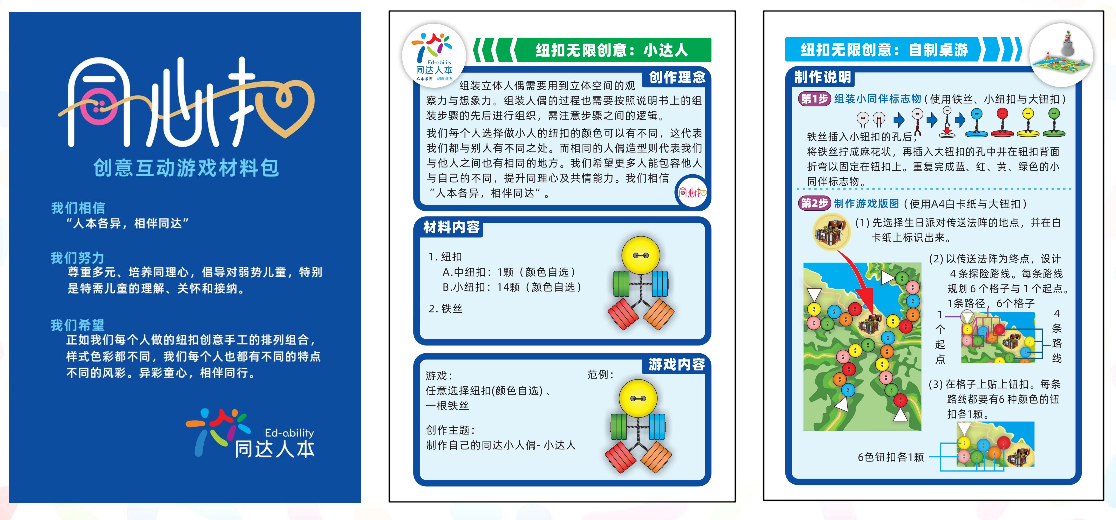 同心扣
创意互动游戏材料包
我们相信
“人本各异，相伴同达”
我们努力
尊重多元、培养同理心，倡导对弱势儿童，特别
是特需儿童的理解、关怀和接纳。
我们希望
正如我们每个人做的纽扣创意手工的排列组合，
样式色彩都不同，我们每个人也都有不同的特点
不同的风彩。异彩童心，相伴同行。
Ed-ability
同达人本
Ed-ability
同达人本
纽扣无限创意：小达人
创作理念
组装立体人偶需要用到立体空间的观
察力与想象力。组装人偶的过程也需要按照说明书上的组
装步骤的先后进行组织，需注意步骤之间的逻辑。
我们每个人选择做小人的纽扣的颜色可以有不同，这代表
我们都与别人有不同之处。而相同的人偶造型则代表我们
与他人之间也有相同的地方。我们希望更多人能包容他人
与自己的不同，提升同理心及共情能力。我们相信
“人本各异，相伴同达”。
材料内容
1. 纽扣
A.中纽扣：1颗（颜色自选）
B.小纽扣：14颗（颜色自选）
2. 铁丝
游戏内容
游戏：
任意选择纽扣(颜色自选) 、
一根铁丝
创作主题：
制作自己的同达小人偶- 小达人
范例：
纽扣无限创意：自制桌游
制作说明
第1步 组装小同伴标志物（使用铁丝、小纽扣与大钮扣）
铁丝插入小钮扣的孔后，
将铁丝拧成麻花状，再插入大钮扣的孔中并在钮扣背面
折弯以固定在钮扣上。重复完成蓝、红、黄、绿色的小
同伴标志物。
第2步 制作游戏版图（使用A4白卡纸与大钮扣）
(1) 先选择生日派对传送法阵的地点，并在白
卡纸上标识出来。
(2) 以传送法阵为终点，设计
4 条探险路线。每条路线
规划 6 个格子与 1 个起点。
1条路径，6个格子
1个起点
4条路线
(3) 在格子上贴上钮扣。每条
路线都要有6 种颜色的钮
扣各1颗。
6色钮扣各1颗